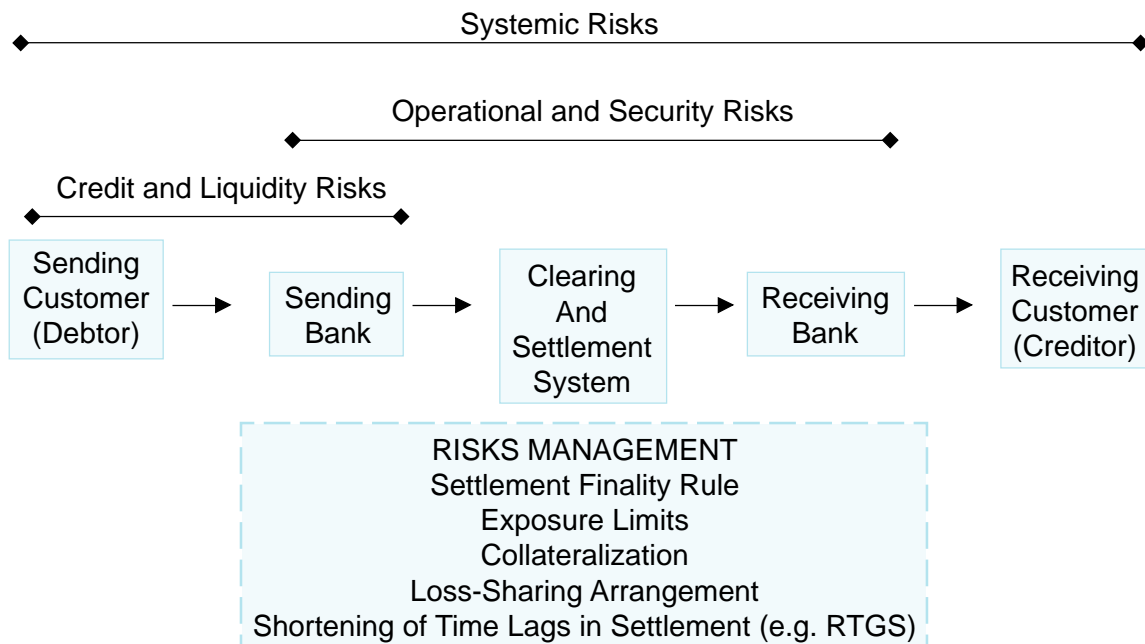 Systemic Risks
Operational and Security Risks
Credit and Liquidity Risks
Sending
Customer
(Debtor)
Sending
Bank
Clearing
And
Settlement
System
Receiving
Bank
Receiving
Customer
(Creditor)
RISKS MANAGEMENT
Settlement Finality Rule
Exposure Limits
Collateralization
Loss-Sharing Arrangement
Shortening of Time Lags in Settlement (e.g. RTGS)